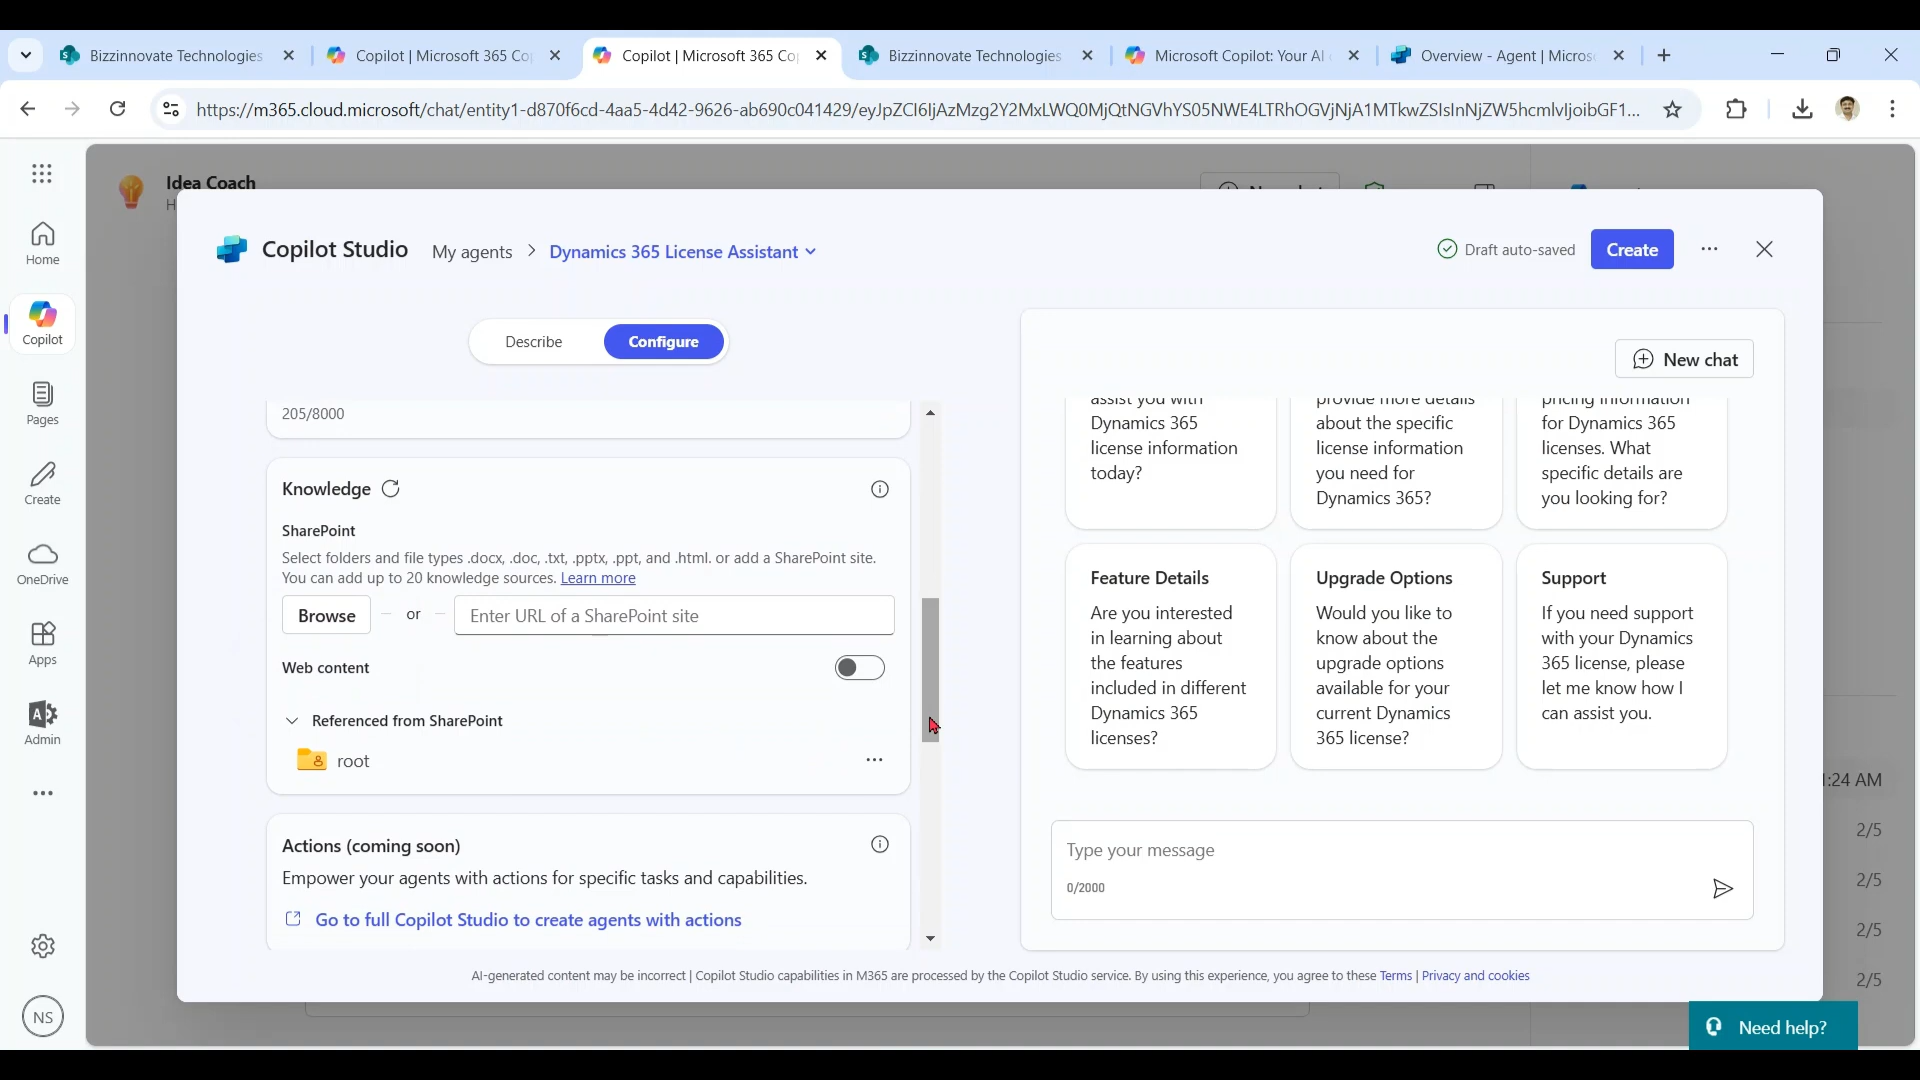 Bizzinnovate Technologies
Copilot | Microsoft 365 Co
Copilot | Microsoft 365 Co
Bizzinnovate Technologies
Microsoft Copilot: Your AI
Overview - Agent | Micros
https://m365.cloud.microsoft/chat/entity1-d870f6cd-4aa5-4d42-9626-ab690c041429/eyJpZCI6IjAzMzg2Y2MxLWQ0MjQtNGVhYS05NWE4LTRhOGVjNjA1MTkwZSIsInNjZW5hcmlvIjoibGF1...
Home
Copilot
Pages
Create
OneDrive
Apps
Admin
NS
Idea Coach
Copilot Studio
My agents > Dynamics 365 License Assistant
Draft auto-saved
Create
Describe
Configure
205/8000
Knowledge
SharePoint
Select folders and file types .docx, .doc, .txt, .pptx, .ppt, and .html. or add a SharePoint site.
You can add up to 20 knowledge sources. Learn more
Browse
or
Enter URL of a SharePoint site
Web content
Referenced from SharePoint
root
Actions (coming soon)
Empower your agents with actions for specific tasks and capabilities.
Go to full Copilot Studio to create agents with actions
New chat
assist you with
Dynamics 365
license information
today?
provide more details
about the specific
license information
you need for
Dynamics 365?
pricing information
for Dynamics 365
licenses. What
specific details are
you looking for?
Feature Details
Are you interested
in learning about
the features
included in different
Dynamics 365
licenses?
Upgrade Options
Would you like to
know about the
upgrade options
available for your
current Dynamics
365 license?
Support
If you need support
with your Dynamics
365 license, please
let me know how I
can assist you.
Type your message
0/2000
AI-generated content may be incorrect | Copilot Studio capabilities in M365 are processed by the Copilot Studio service. By using this experience, you agree to these Terms | Privacy and cookies
:24 AM
2/5
2/5
2/5
2/5
Need help?